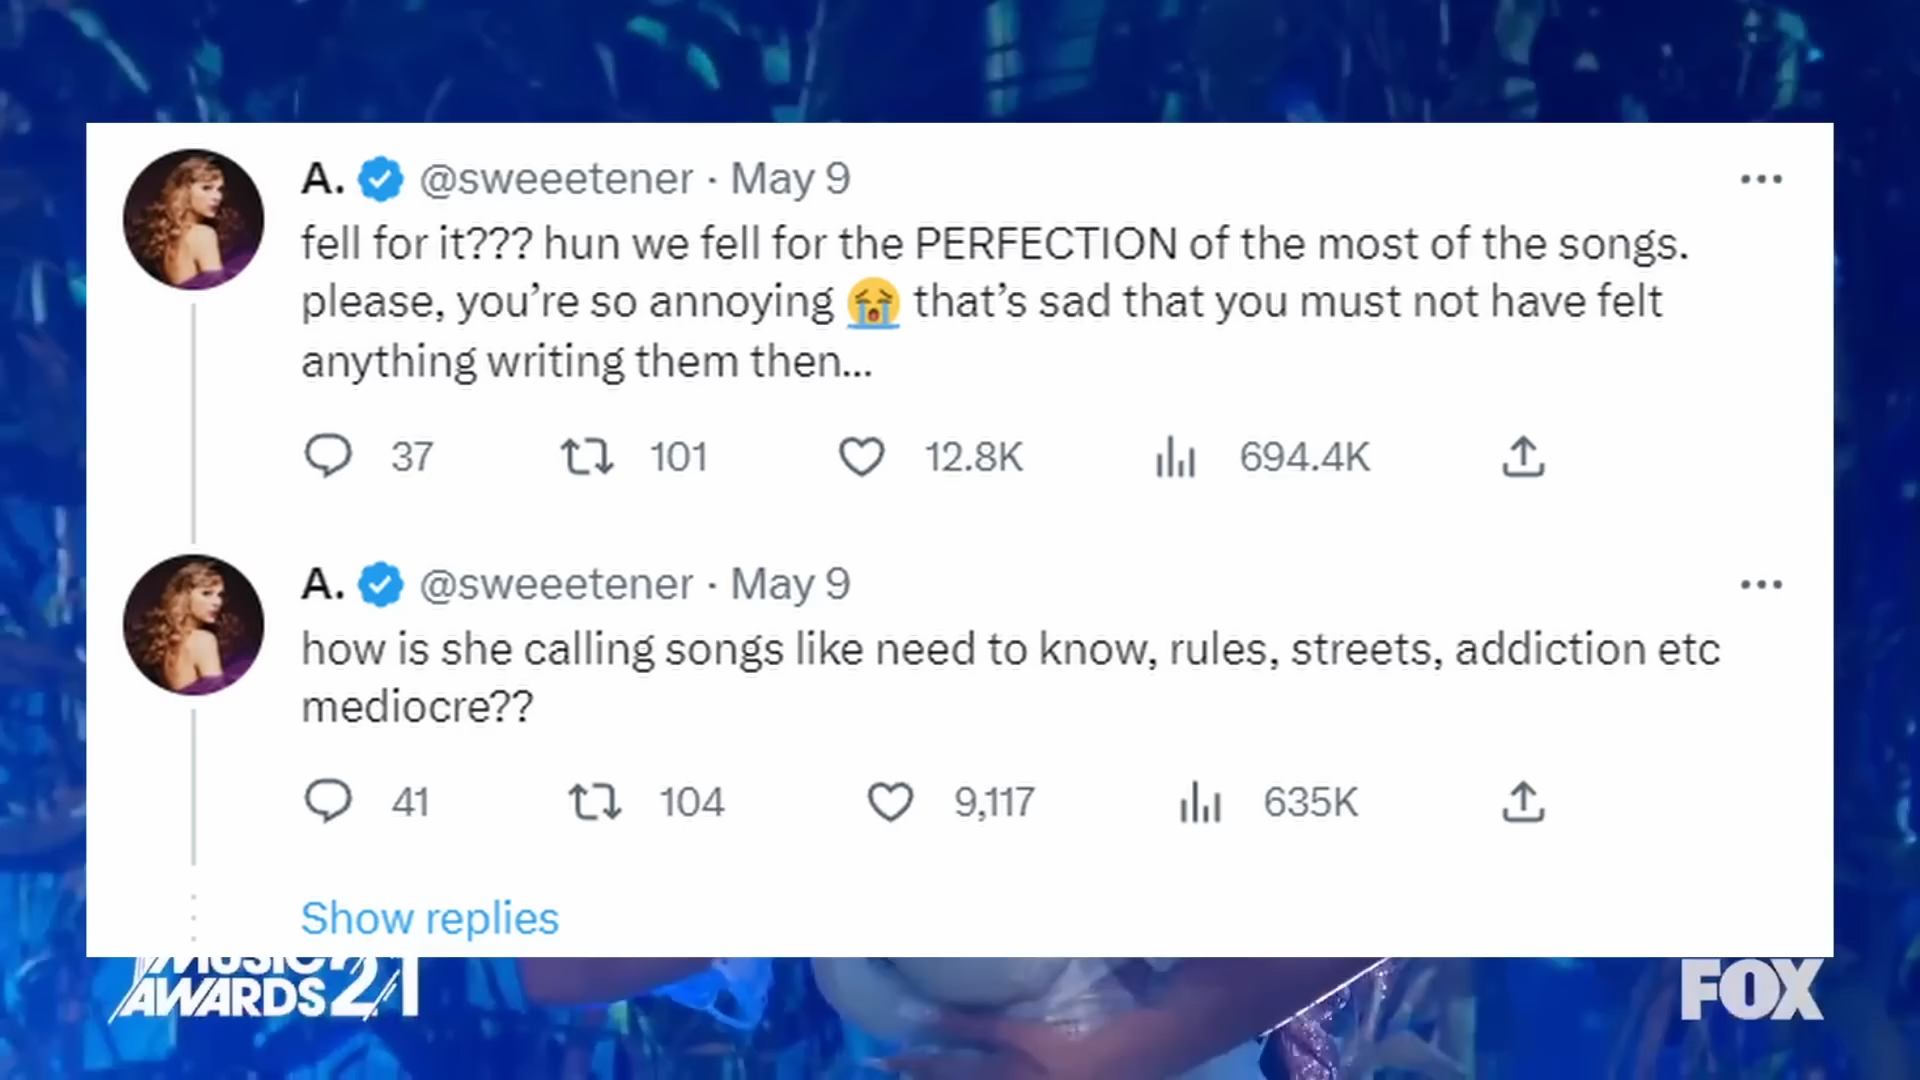 A. @sweeetener · May 9
fell for it??? hun we fell for the PERFECTION of the most of the songs.
please, you’re so annoying 😭 that’s sad that you must not have felt
anything writing them then...
37 101 12.8K 694.4K
A. @sweeetener · May 9
how is she calling songs like need to know, rules, streets, addiction etc
mediocre??
41 104 9,117 635K
Show replies
MUSIC
AWARDS 21
FOX